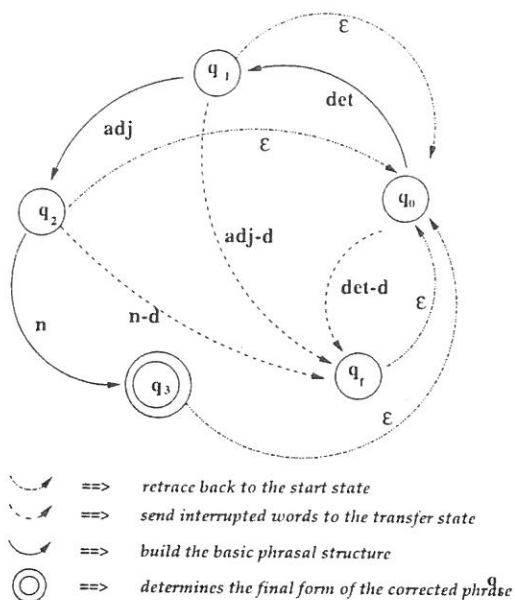 ε
q1
det
adj
ε
q2
q0
adj-d
det-d
n-d
ε
n
q3
qr
ε
==> retrace back to the start state
==> send interrupted words to the transfer state
==> build the basic phrasal structure
==> determines the final form of the corrected phrase
q